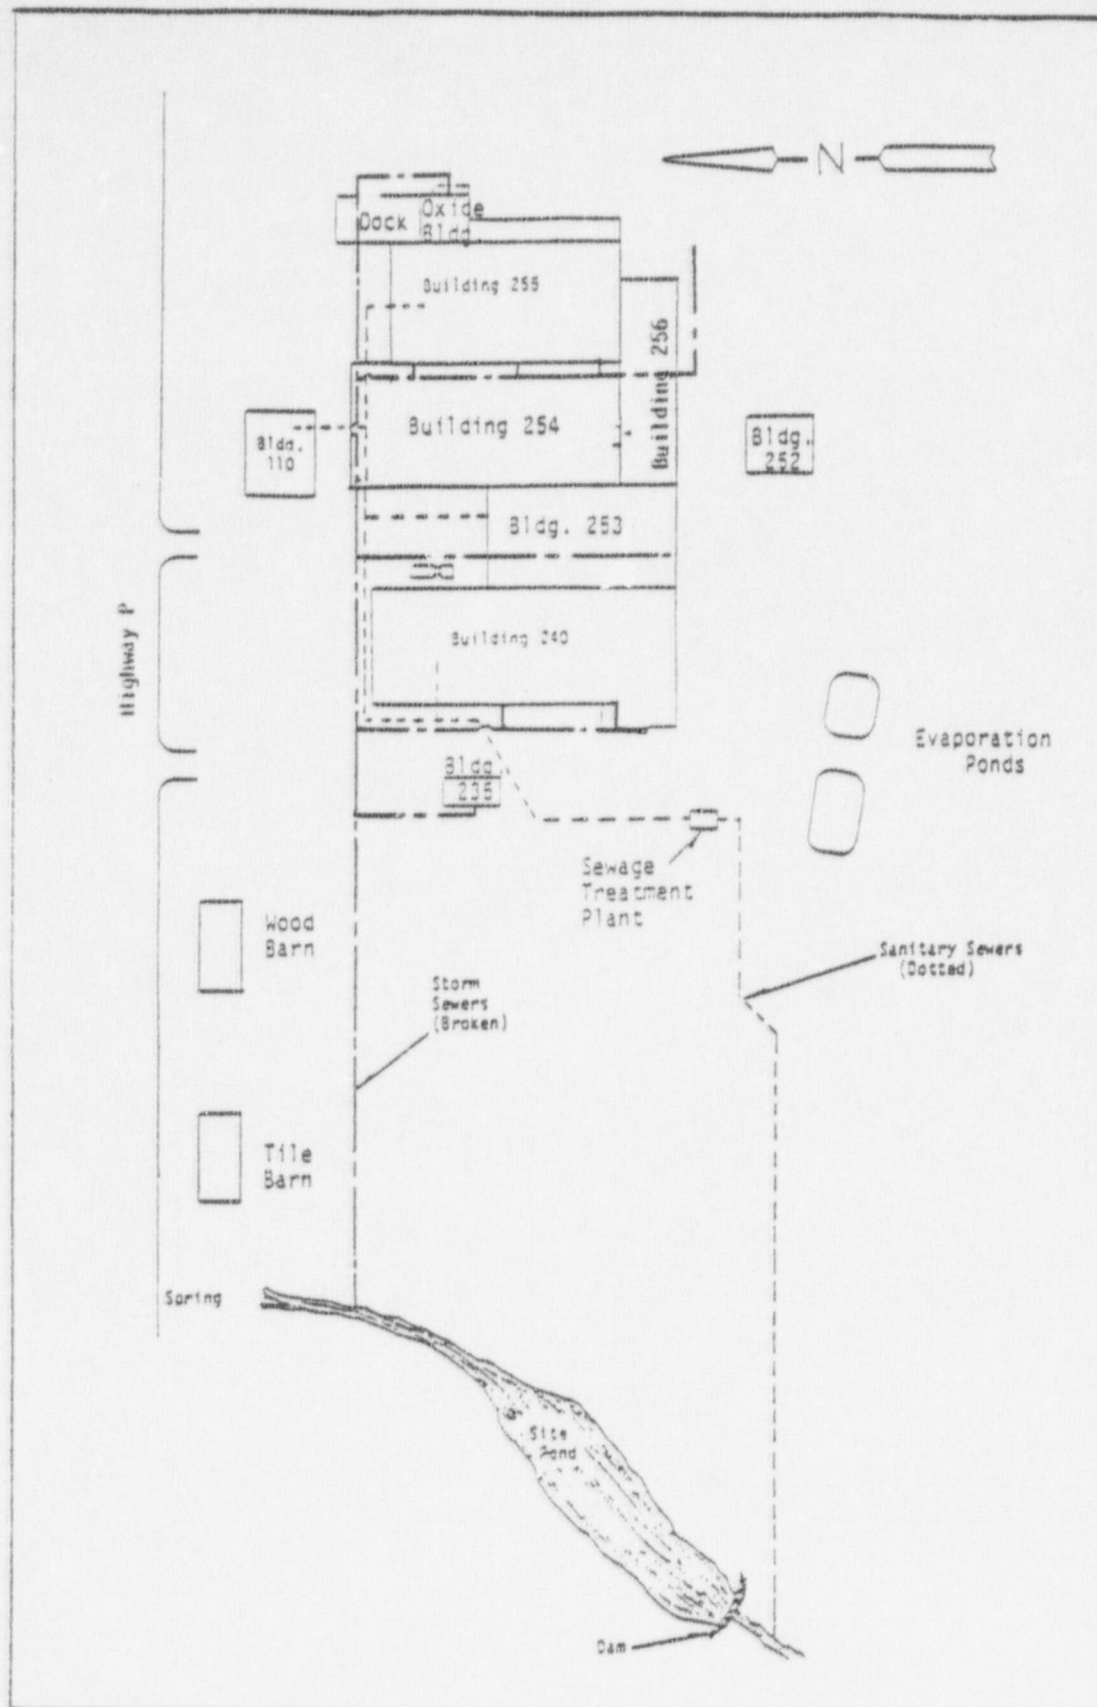 N
Dock
Oxide
Bldg
Building 255
Building 256
Building 254
Bldg.
110
Bldg.
252
Bldg. 253
Highway P
Building 240
Evaporation
Ponds
Bldg
235
Sewage
Treatment
Plant
Wood
Barn
Sanitary Sewers
(Dotted)
Storm
Sewers
(Broken)
Tile
Barn
Spring
Site
Pond
Dam